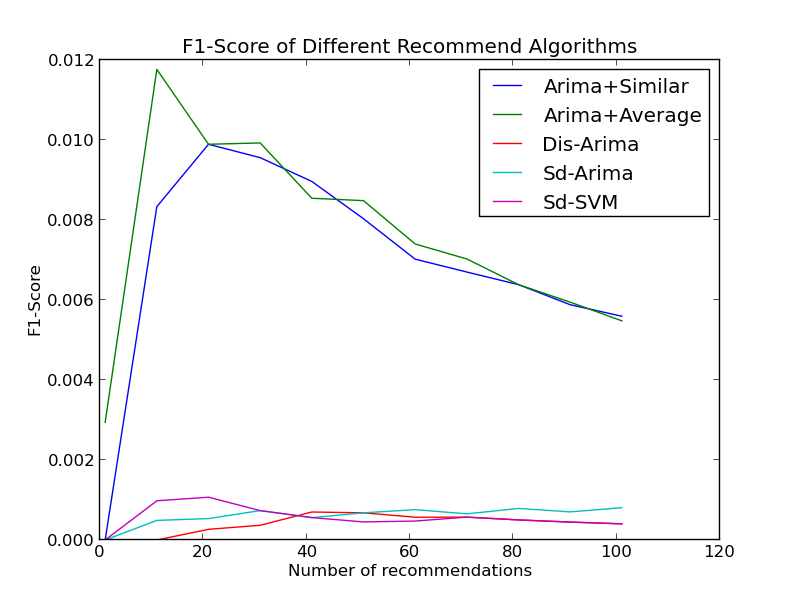 F1-Score of Different Recommend Algorithms
0.012
0.010
0.008
0.006
0.004
0.002
0.000
F1-Score
Arima+Similar
Arima+Average
Dis-Arima
Sd-Arima
Sd-SVM
0 20 40 60 80 100 120
Number of recommendations